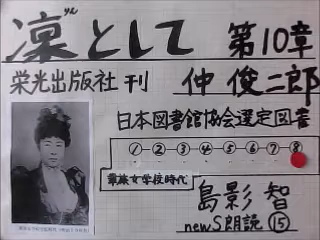 りん
凛として 第10章
栄光出版社 刊 仲 俊二郎
日本図書館協会選定図書
① ② ③ ④ ⑤ ⑥ ⑦ ⑧
華族女学校時代
島影 智
newS朗読 ⑮